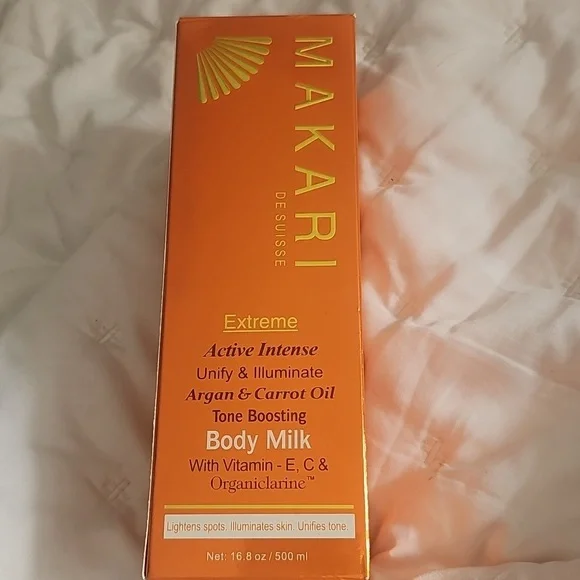 MAKARI
DE SUISSE
Extreme
Active Intense
Unify & Illuminate
Argan & Carrot Oil
Tone Boosting
Body Milk
With Vitamin - E, C &
Organiclarine™
Lightens spots. Illuminates skin. Unifies tone.
Net: 16.8 oz / 500 ml